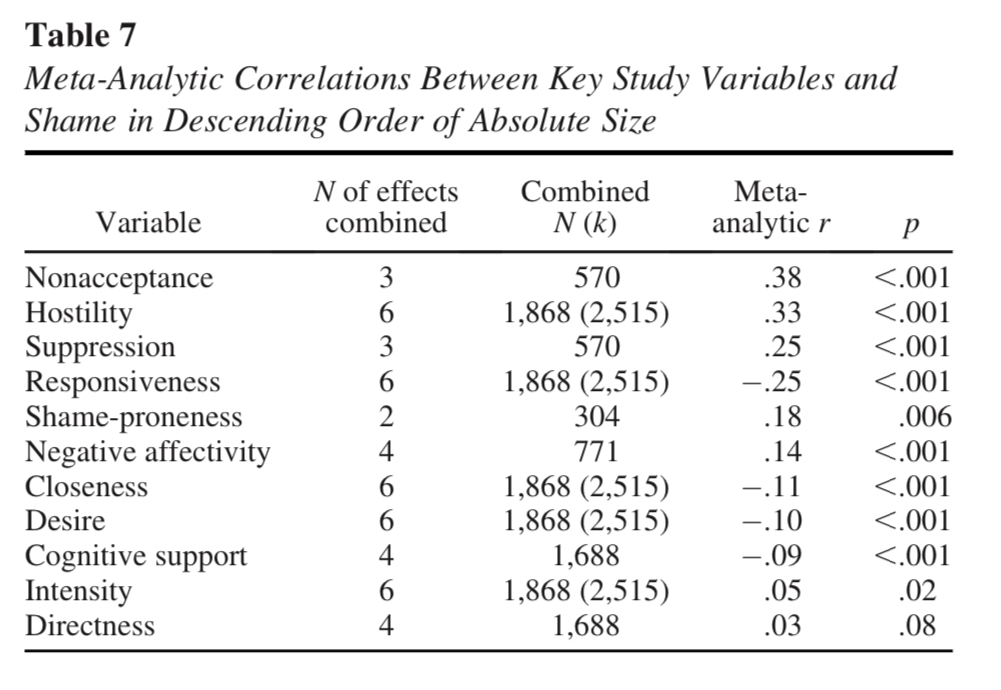 Table 7
Meta-Analytic Correlations Between Key Study Variables and
Shame in Descending Order of Absolute Size
N of effects Combined Meta-
Variable combined N (k) analytic r p
Nonacceptance 3 570 .38 <.001
Hostility 6 1,868 (2,515) .33 <.001
Suppression 3 570 .25 <.001
Responsiveness 6 1,868 (2,515) −.25 <.001
Shame-proneness 2 304 .18 .006
Negative affectivity 4 771 .14 <.001
Closeness 6 1,868 (2,515) −.11 <.001
Desire 6 1,868 (2,515) −.10 <.001
Cognitive support 4 1,688 −.09 <.001
Intensity 6 1,868 (2,515) .05 .02
Directness 4 1,688 .03 .08